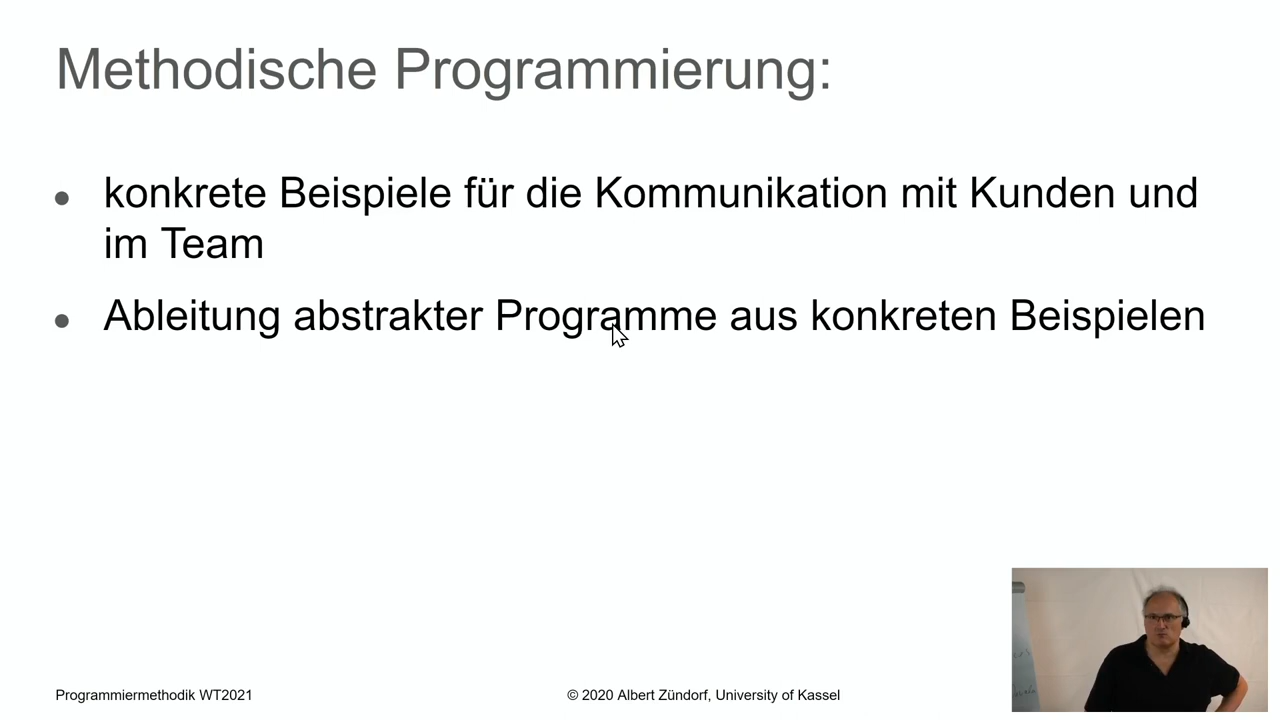 Methodische Programmierung:
konkrete Beispiele für die Kommunikation mit Kunden und
im Team
Ableitung abstrakter Programme aus konkreten Beispielen
Programmiermethodik WT2021
© 2020 Albert Zündorf, University of Kassel